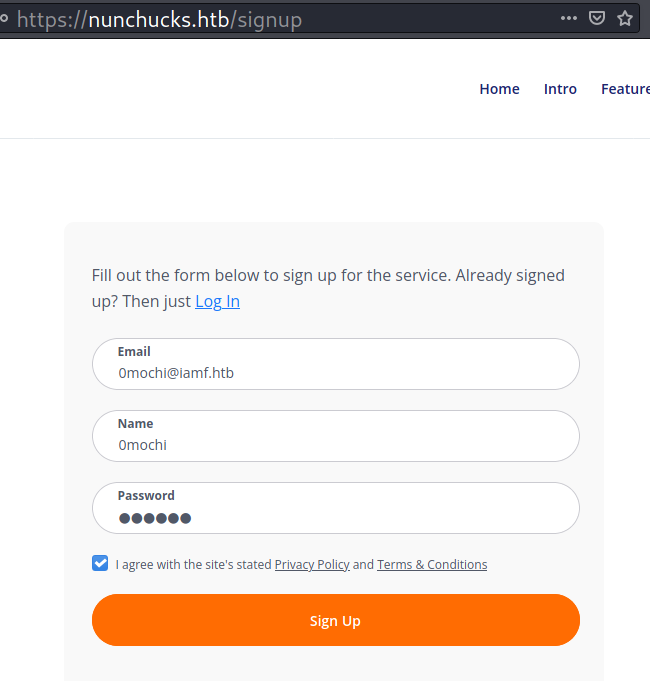 https://nunchucks.htb/signup
Home Intro Feature
Fill out the form below to sign up for the service. Already signed
up? Then just Log In
Email
0mochi@iamf.htb
Name
0mochi
Password
●●●●●●
I agree with the site's stated Privacy Policy and Terms & Conditions
Sign Up